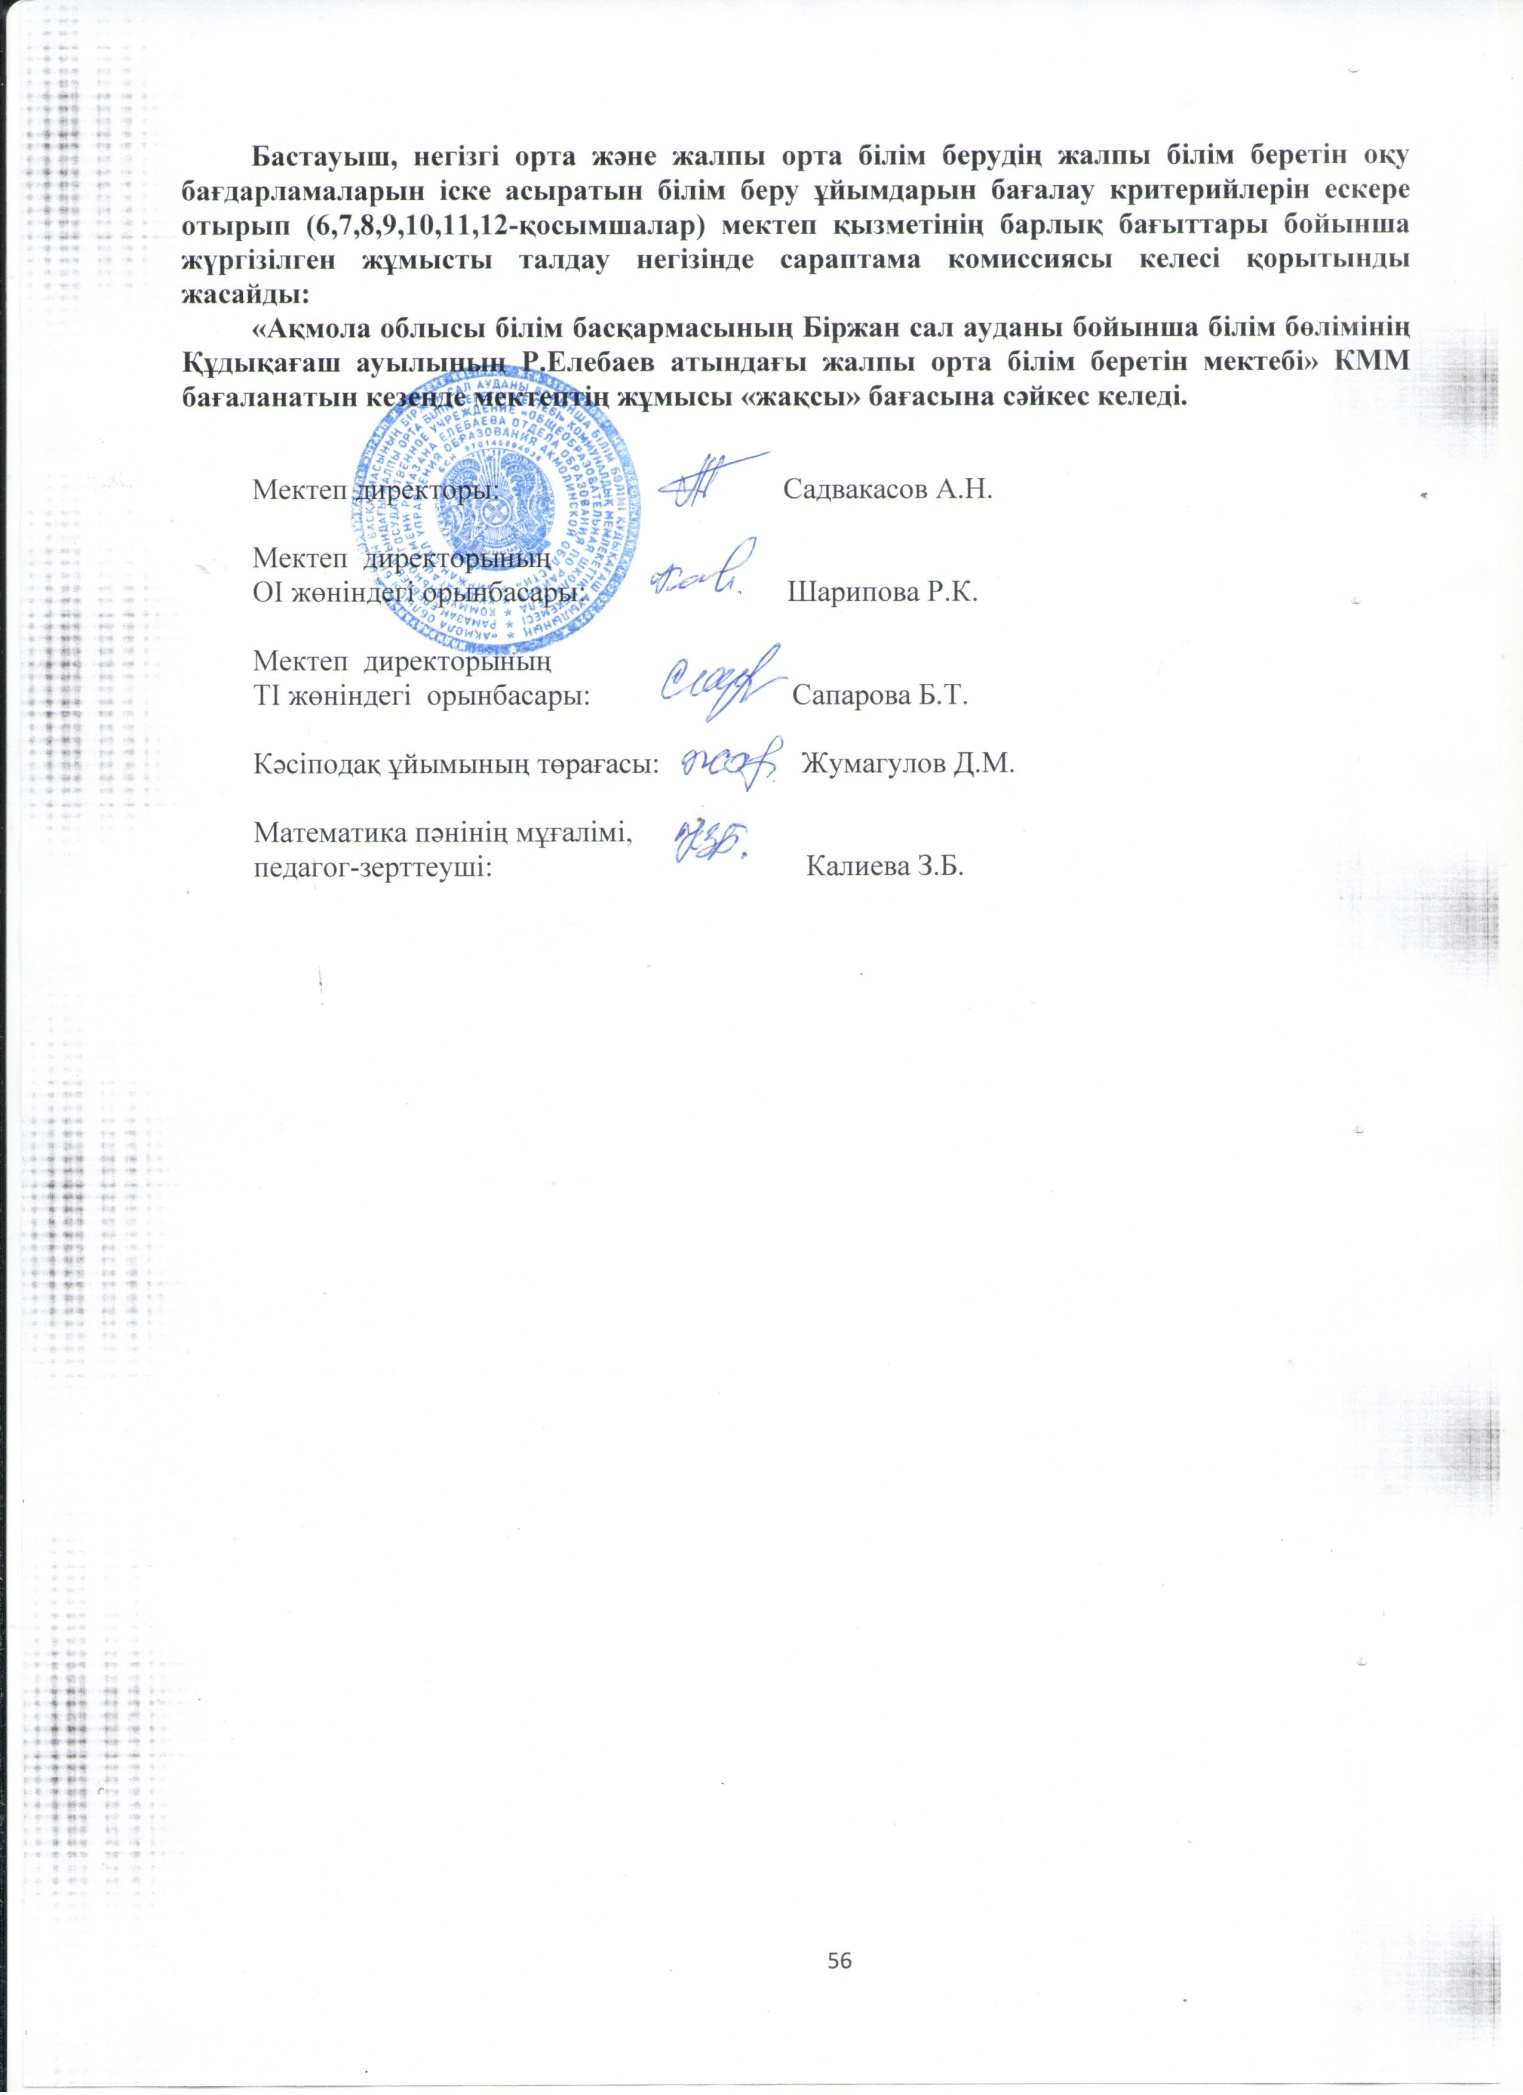 Бастауыш, негізгі орта және жалпы орта білім берудің жалпы білім беретін оқу
бағдарламаларын іске асыратын білім беру ұйымдарын бағалау критерийлерін ескере
отырып (6,7,8,9,10,11,12-қосымшалар) мектеп қызметінің барлық бағыттары бойынша
жүргізілген жұмысты талдау негізінде сараптама комиссиясы келесі қорытынды
жасайды:
«Ақмола облысы білім басқармасының Біржан сал ауданы бойынша білім бөлімінің
Құдықағаш ауылының Р.Елебаев атындағы жалпы орта білім беретін мектебі» КММ
бағаланатын кезеңде мектептің жұмысы «жақсы» бағасына сәйкес келеді.
Мектеп директоры: Садвакасов А.Н.
Мектеп директорының
ОІ жөніндегі орынбасары: Шарипова Р.К.
Мектеп директорының
ТІ жөніндегі орынбасары: Сапарова Б.Т.
Кәсіподақ ұйымының төрағасы: Жумагулов Д.М.
Математика пәнінің мұғалімі,
педагог-зерттеуші: Калиева З.Б.
56